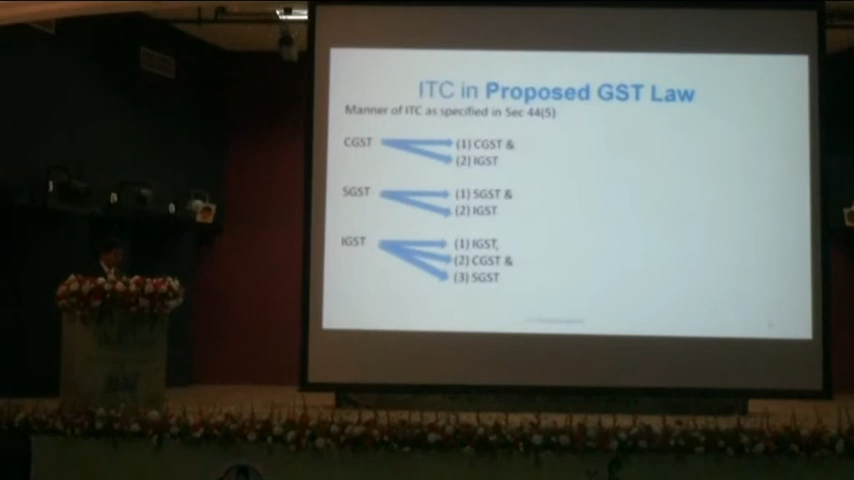 ITC in Proposed GST Law
Manner of ITC as specified in Sec 44(5)
CGST
(1) CGST &
(2) IGST
SGST
(1) SGST &
(2) IGST
IGST
(1) IGST,
(2) CGST &
(3) SGST